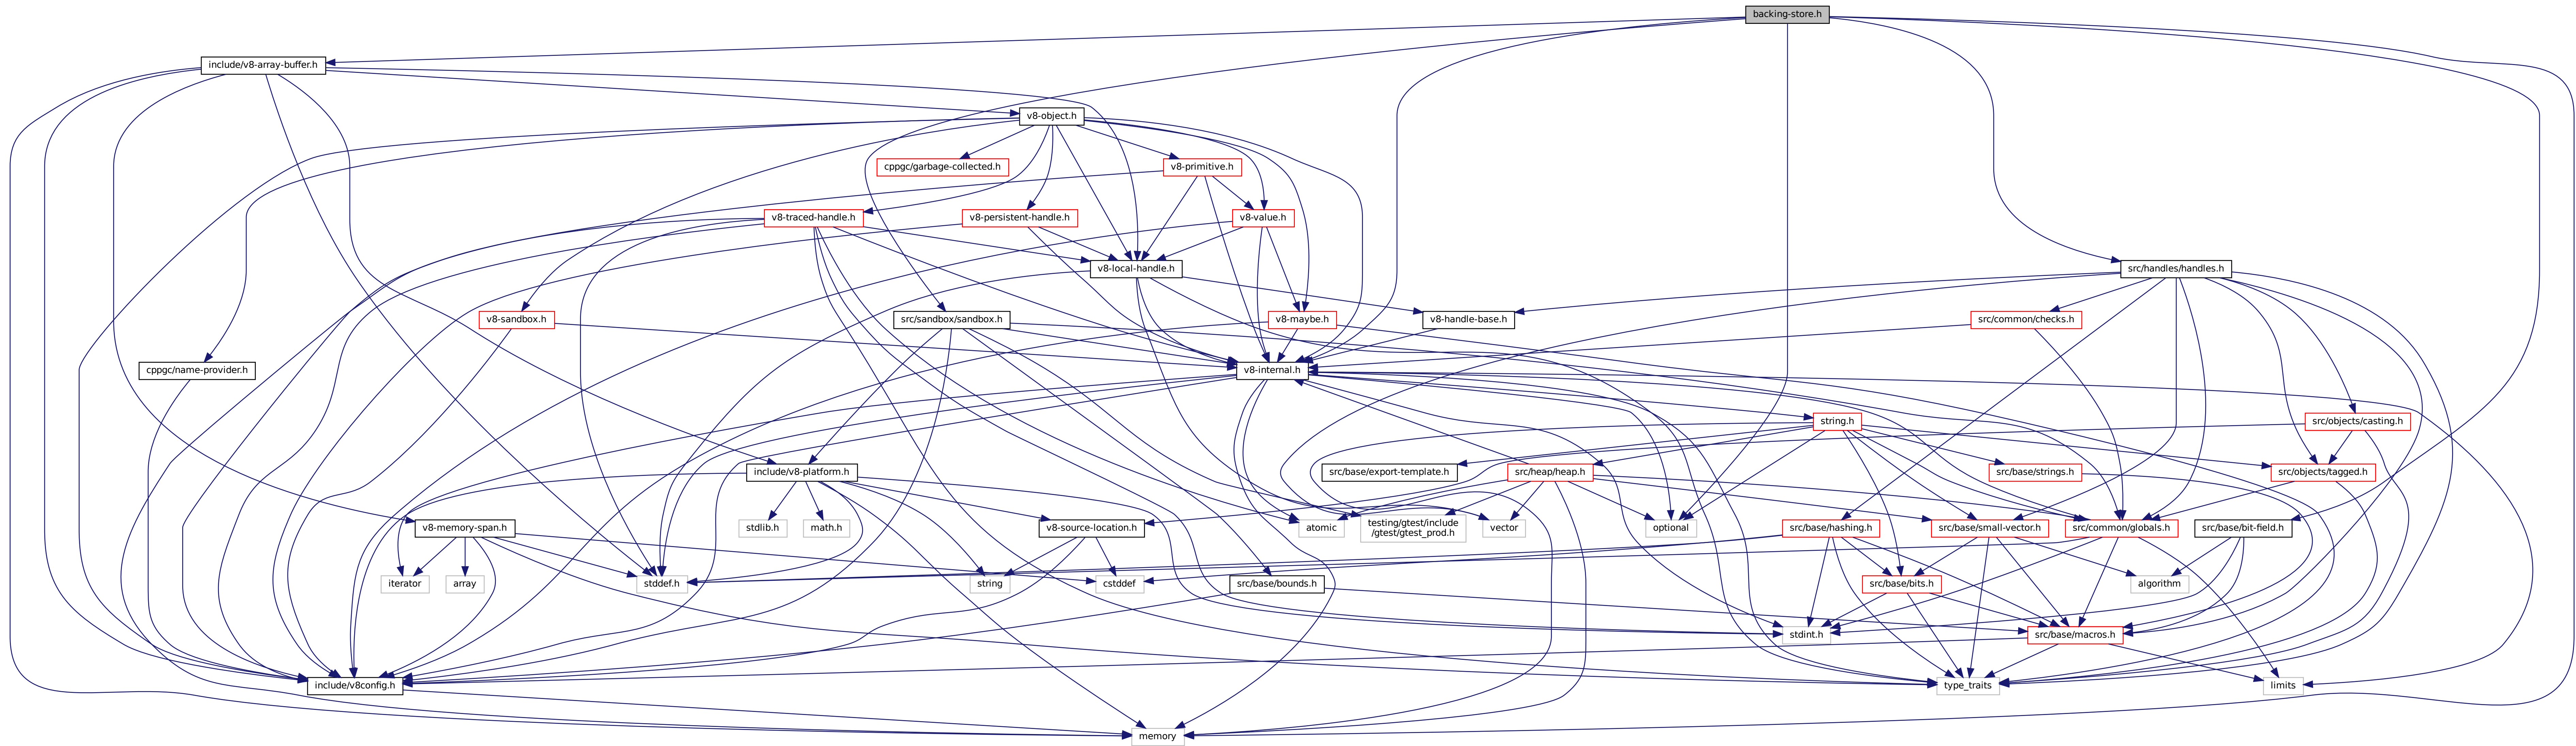 backing-store.h
include/v8-array-buffer.h
v8-object.h
cppgc/garbage-collected.h
v8-primitive.h
v8-traced-handle.h
v8-persistent-handle.h
v8-value.h
v8-local-handle.h
src/handles/handles.h
v8-sandbox.h
src/sandbox/sandbox.h
v8-maybe.h
v8-handle-base.h
src/common/checks.h
cppgc/name-provider.h
v8-internal.h
string.h
src/objects/casting.h
include/v8-platform.h
src/base/export-template.h
src/heap/heap.h
src/base/strings.h
src/objects/tagged.h
v8-memory-span.h
stdlib.h
math.h
v8-source-location.h
atomic
testing/gtest/include
/gtest/gtest_prod.h
vector
optional
src/base/hashing.h
src/base/small-vector.h
src/common/globals.h
src/base/bit-field.h
iterator
array
stddef.h
string
cstddef
src/base/bounds.h
src/base/bits.h
algorithm
stdint.h
src/base/macros.h
include/v8config.h
type_traits
limits
memory